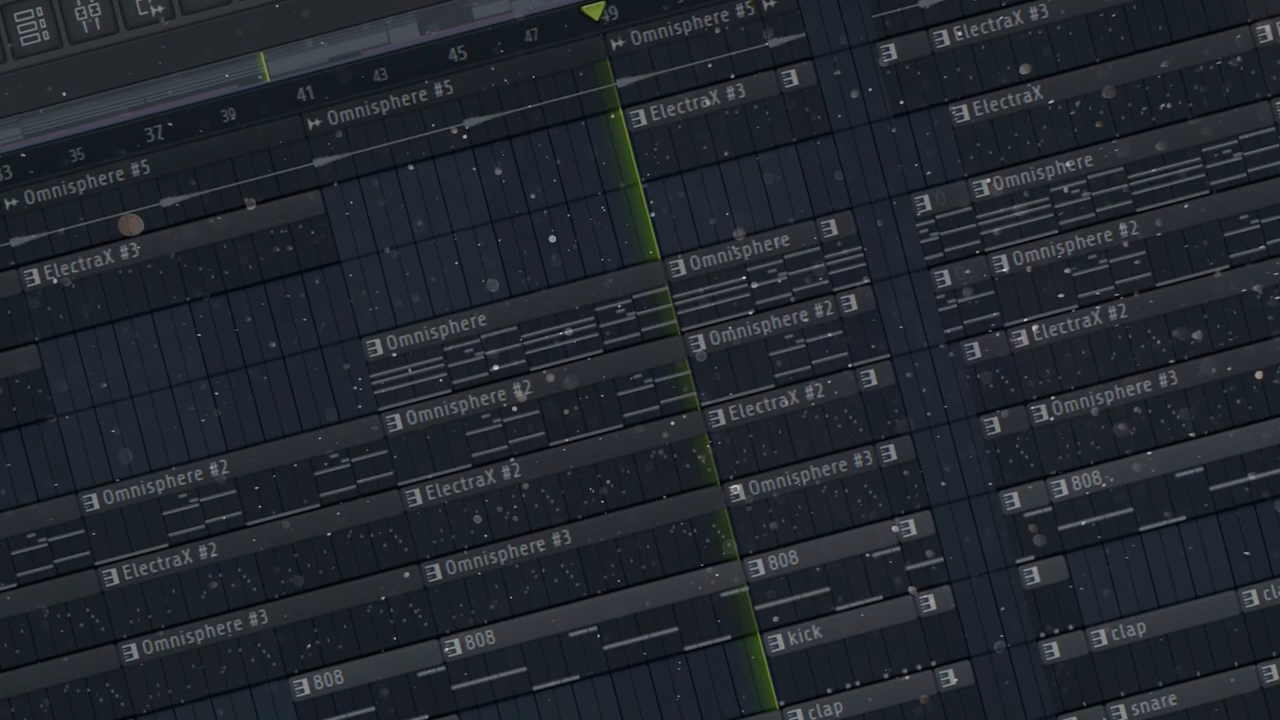 Omnisphere #5
ElectraX #3
49
47
45
43
41
39
37
35
33
Omnisphere #5
ElectraX #3
ElectraX
Omnisphere #5
Omnisphere
Omnisphere
Omnisphere #2
ElectraX #3
Omnisphere #2
ElectraX #2
Omnisphere
Omnisphere #2
ElectraX #2
Omnisphere #3
Omnisphere #2
ElectraX #2
Omnisphere #3
808
ElectraX #2
Omnisphere #3
808
kick
clap
Omnisphere #3
808
808
clap
snare